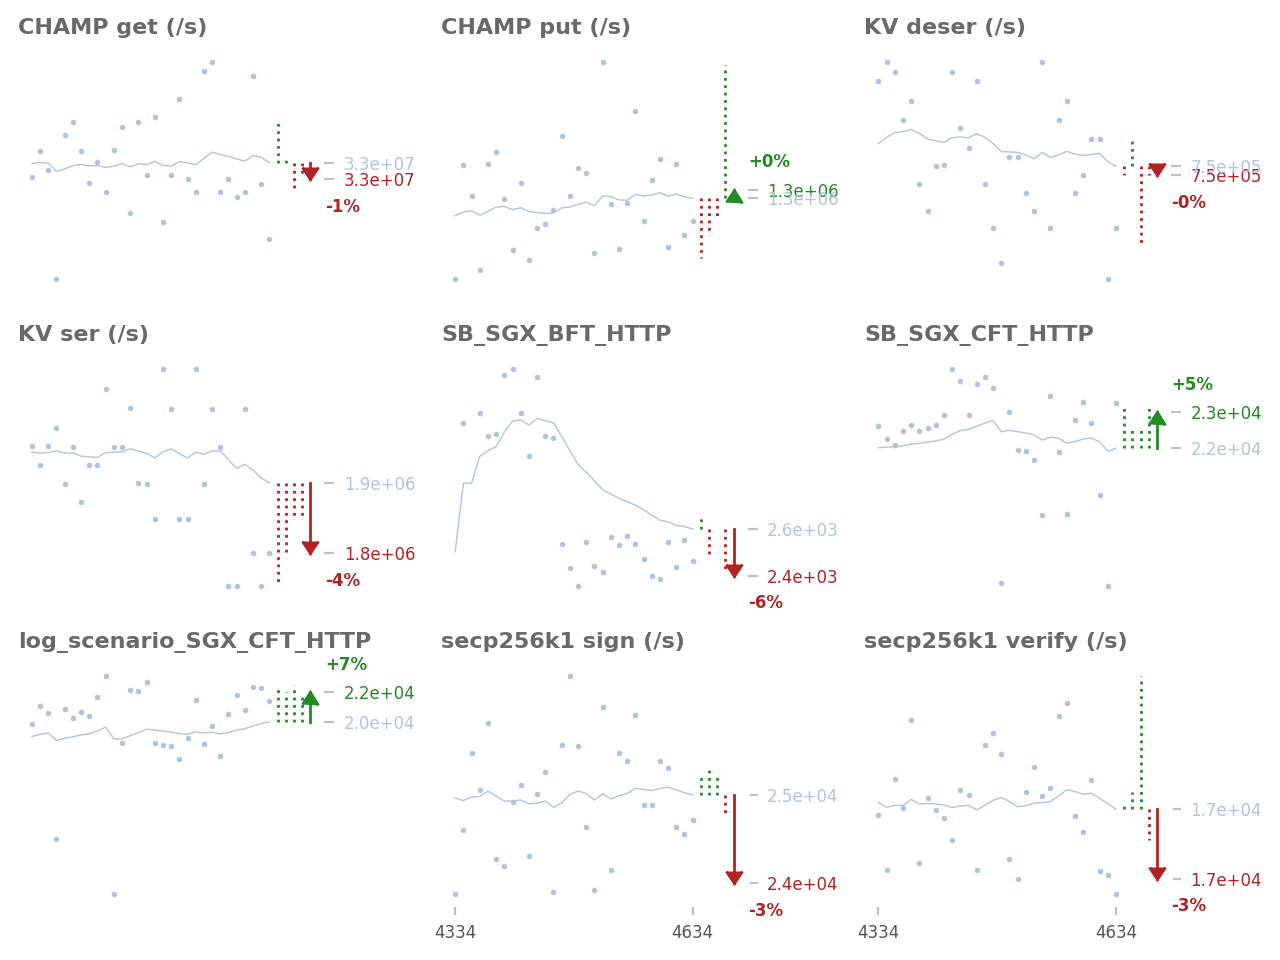 CHAMP get (/s)
3.3e+07
3.3e+07
-1%
CHAMP put (/s)
+0%
1.3e+06
1.3e+06
KV deser (/s)
7.5e+05
7.5e+05
-0%
KV ser (/s)
1.9e+06
1.8e+06
-4%
SB_SGX_BFT_HTTP
2.6e+03
2.4e+03
-6%
SB_SGX_CFT_HTTP
+5%
2.3e+04
2.2e+04
log_scenario_SGX_CFT_HTTP
+7%
2.2e+04
2.0e+04
secp256k1 sign (/s)
2.5e+04
2.4e+04
-3%
4334
4634
secp256k1 verify (/s)
1.7e+04
1.7e+04
-3%
4334
4634